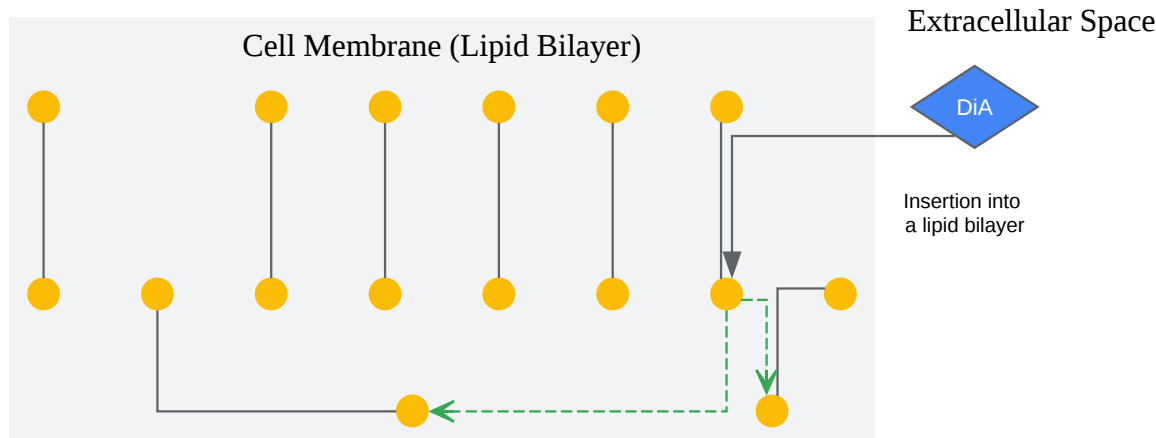 Extracellular Space
Cell Membrane (Lipid Bilayer)
DiA
Insertion into
a lipid bilayer